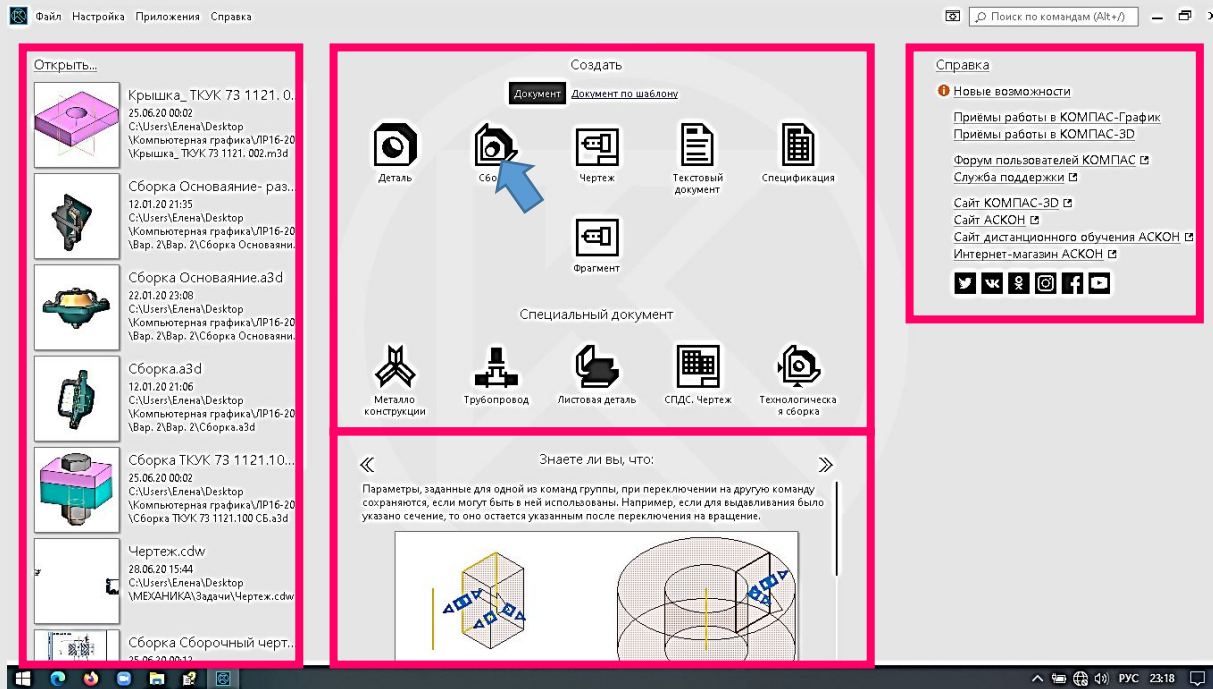 Файл Настройка Приложения Справка
Поиск по командам (Alt+/)
Открыть...
Крышка_ ТКУК 73 1121. 0..
25.06.20 00:02
C:\Users\Елена\Desktop
\Компьютерная графика\ЛР16-20
\Крышка_ ТКУК 73 1121. 002.m3d
Сборка Основаяние- раз...
12.01.20 21:35
C:\Users\Елена\Desktop
\Компьютерная графика\ЛР16-20
\Вар. 2\Вар. 2\Сборка Основаяни.
Сборка Основаяние.a3d
22.01.20 23:08
C:\Users\Елена\Desktop
\Компьютерная графика\ЛР16-20
\Вар. 2\Вар. 2\Сборка Основаяни.
Сборка.a3d
12.01.20 21:06
C:\Users\Елена\Desktop
\Компьютерная графика\ЛР16-20
\Вар. 2\Вар. 2\Сборка.a3d
Сборка ТКУК 73 1121.10...
25.06.20 00:02
C:\Users\Елена\Desktop
\Компьютерная графика\ЛР16-20
\Сборка ТКУК 73 1121.100 СБ.a3d
Чертеж.cdw
28.06.20 15:44
C:\Users\Елена\Desktop
\МЕХАНИКА\Задачи\Чертеж.cdw
Сборка Сборочный черт...
25.06.20 00:12
Создать
Документ Документ по шаблону
Деталь
Сбо
Чертеж
Текстовый
документ
Спецификация
Фрагмент
Специальный документ
Металло
конструкции
Трубопровод
Листовая деталь
СПДС. Чертеж
Технологическа
я сборка
Знаете ли вы, что:
Параметры, заданные для одной из команд группы, при переключении на другую команду
сохраняются, если могут быть в ней использованы. Например, если для выдавливания было
указано сечение, то оно остается указанным после переключения на вращение.
Справка
Новые возможности
Приёмы работы в КОМПАС-График
Приёмы работы в КОМПАС-3D
Форум пользователей КОМПАС
Служба поддержки
Сайт КОМПАС-3D
Сайт АСКОН
Сайт дистанционного обучения АСКОН
Интернет-магазин АСКОН
РУС 23:18